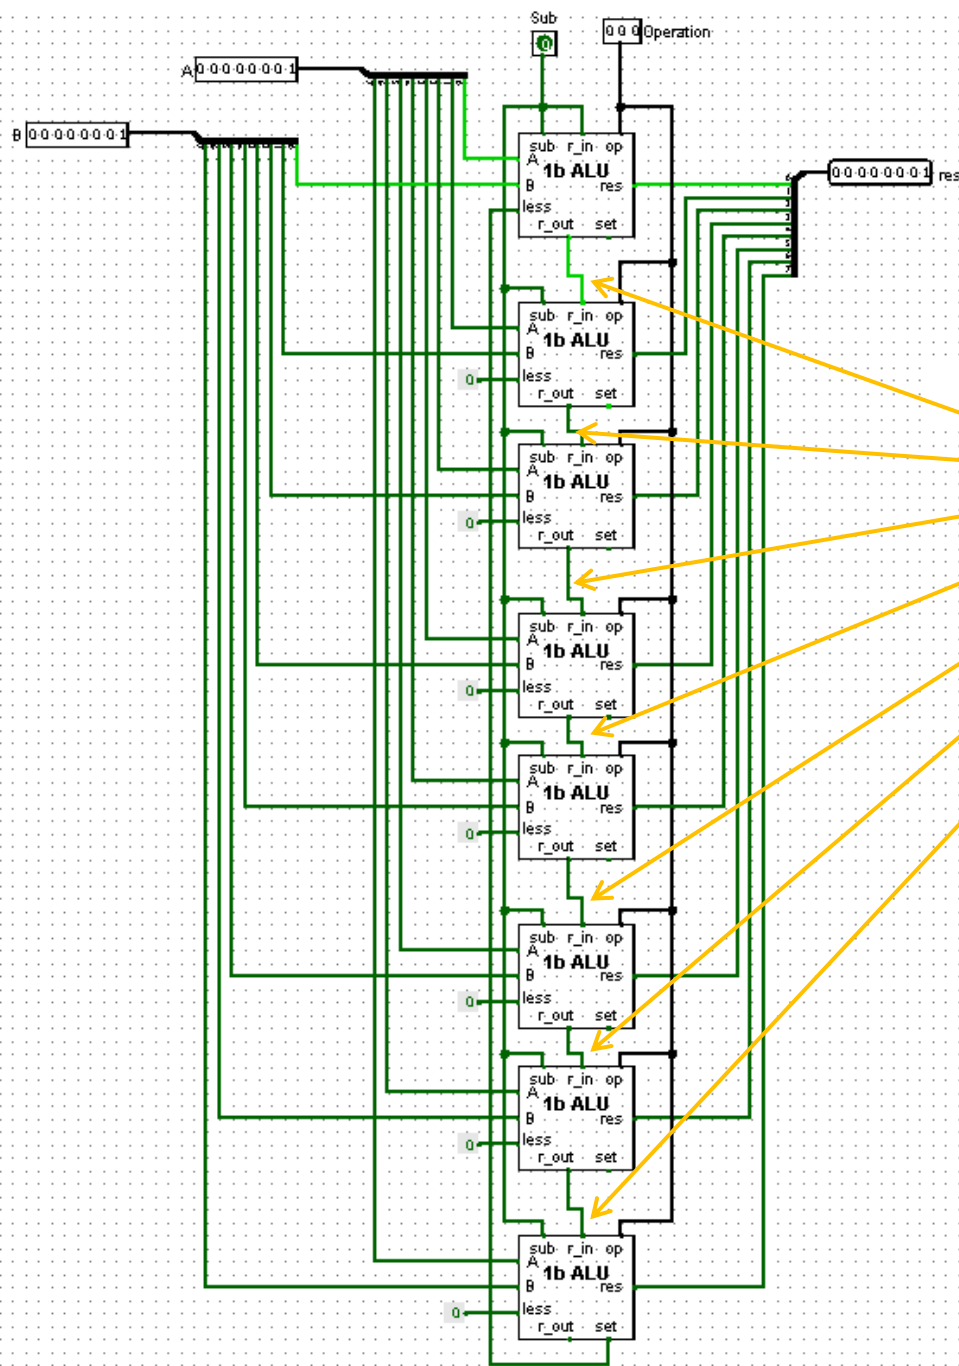 Sub
0
0 0 0 Operation
A 0 0 0 0 0 0 0 1
B 0 0 0 0 0 0 0 1
sub r_in op
A
1b ALU
B res
less
r_out set
0 0 0 0 0 0 0 1 res
sub r_in op
A
1b ALU
B res
0 less
r_out set
sub r_in op
A
1b ALU
B res
0 less
r_out set
sub r_in op
A
1b ALU
B res
0 less
r_out set
sub r_in op
A
1b ALU
B res
0 less
r_out set
sub r_in op
A
1b ALU
B res
0 less
r_out set
sub r_in op
A
1b ALU
B res
0 less
r_out set
sub r_in op
A
1b ALU
B res
0 less
r_out set